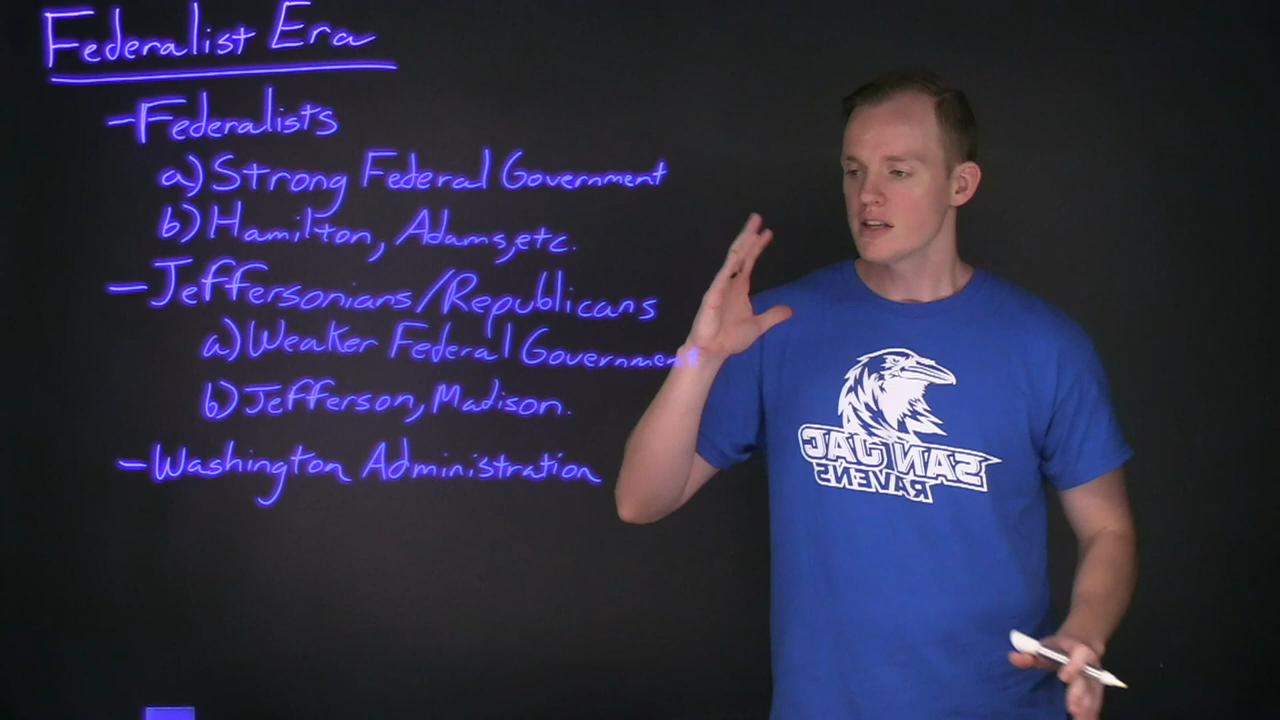 Federalist Era
-Federalists
a) Strong Federal Government
b) Hamilton, Adams, etc.
-Jeffersonians/Republicans
a) Weaker Federal Government
b) Jefferson, Madison.
-Washington Administration
SAN JAC
RAVENS